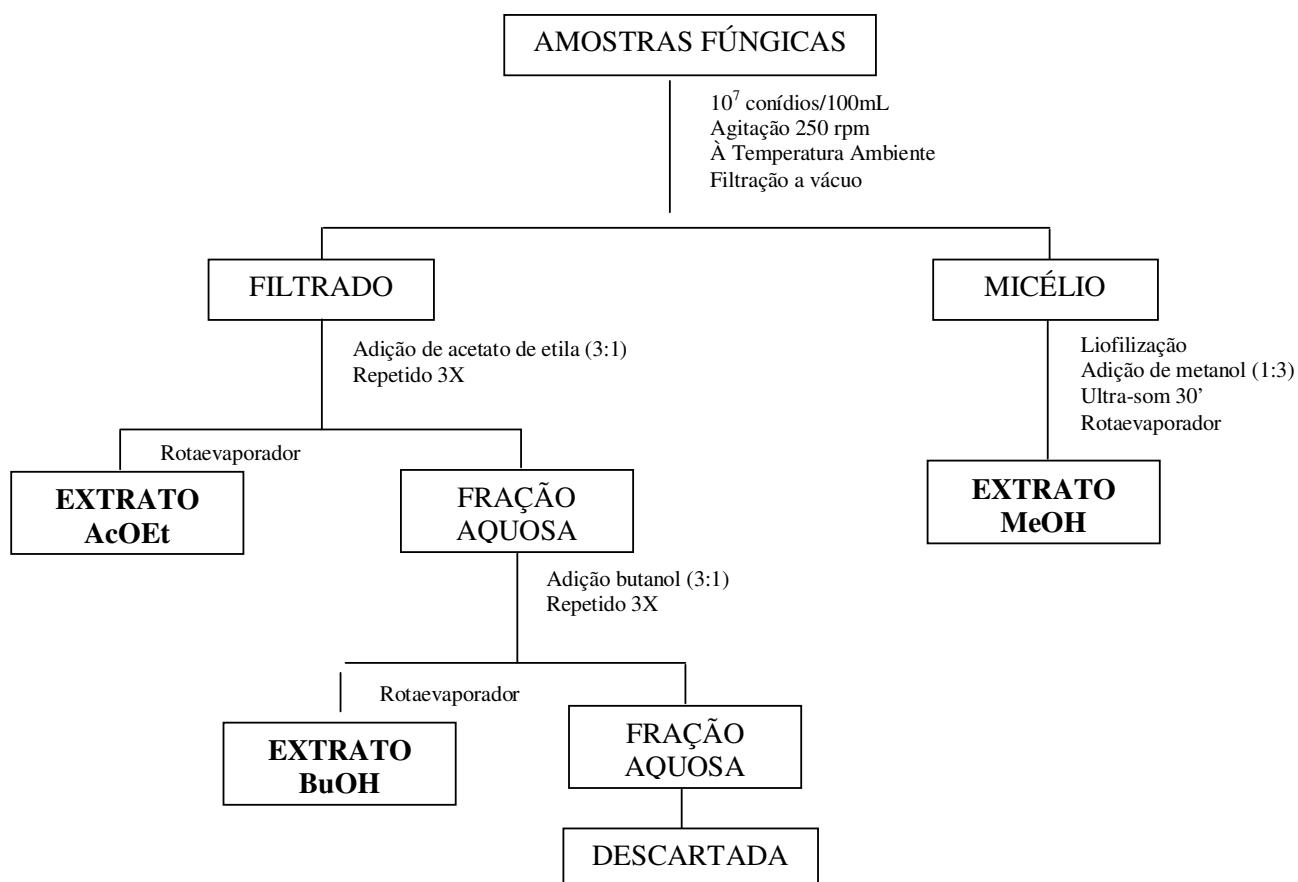 AMOSTRAS FÚNGICAS
10⁷ conídios/100mL
Agitação 250 rpm
À Temperatura Ambiente
Filtração a vácuo
FILTRADO
MICÉLIO
Adição de acetato de etila (3:1)
Repetido 3X
Liofilização
Adição de metanol (1:3)
Ultra-som 30’
Rotaevaporador
Rotaevaporador
EXTRATO
AcOEt
FRAÇÃO
AQUOSA
EXTRATO
MeOH
Adição butanol (3:1)
Repetido 3X
Rotaevaporador
EXTRATO
BuOH
FRAÇÃO
AQUOSA
DESCARTADA